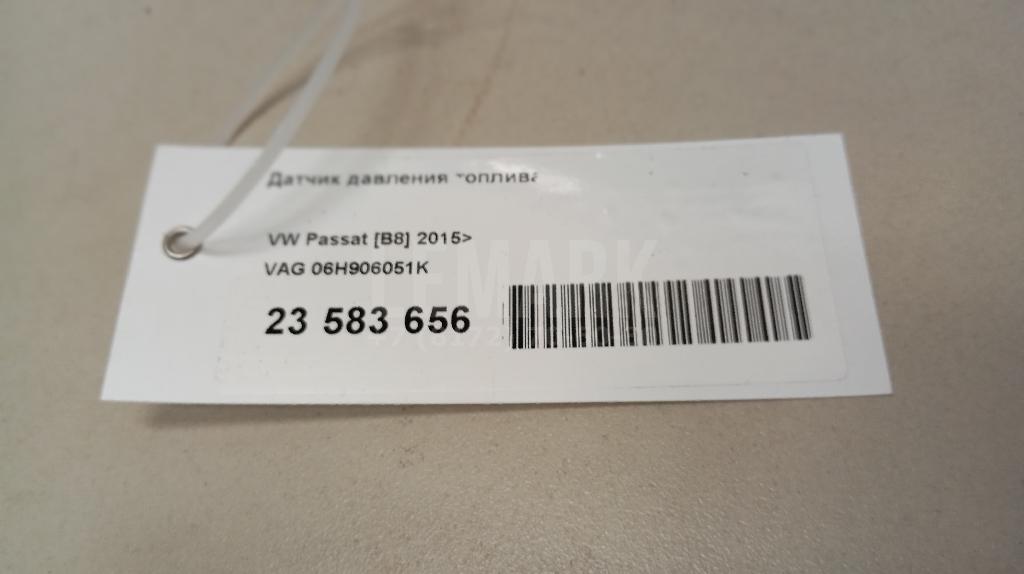 Датчик давления топлива
VW Passat [B8] 2015>
VAG 06H906051K
23 583 656